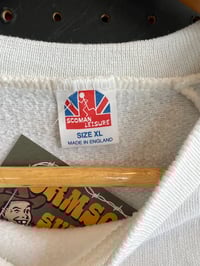 SCOMAN
LEISURE
SIZE XL
MADE IN ENGLAND